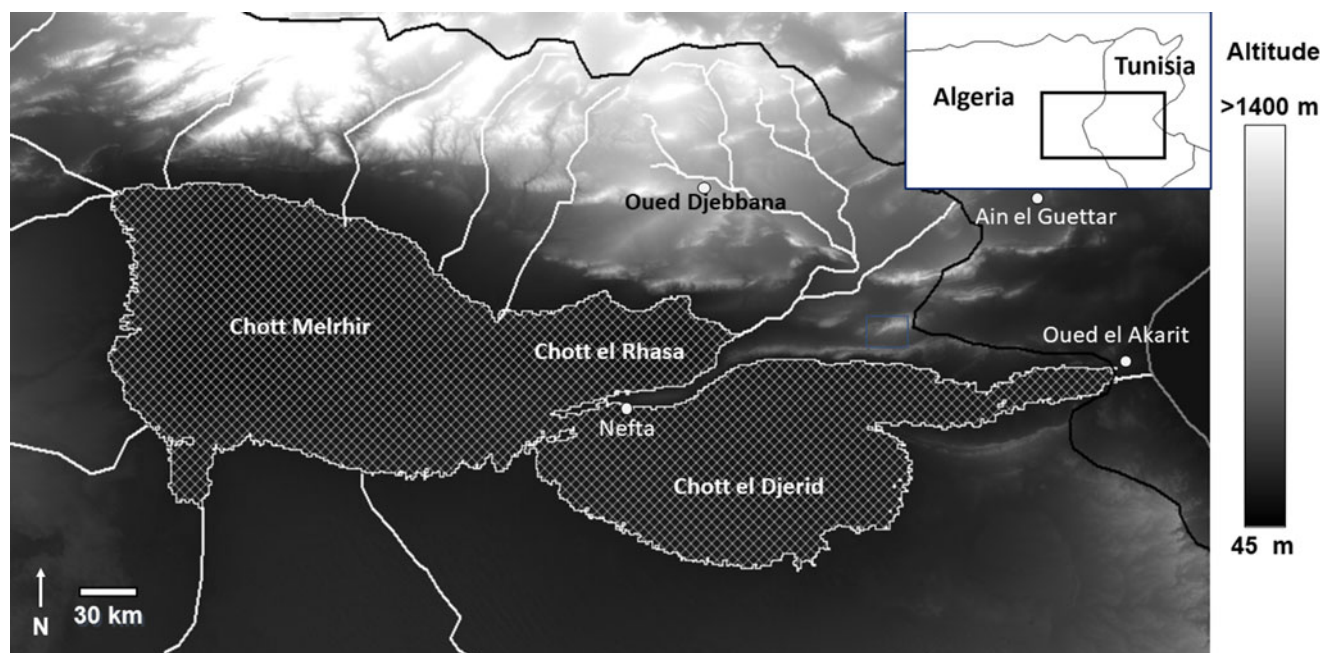 Tunisia
Algeria
Altitude
>1400 m
Oued Djebbana
Ain el Guettar
Chott Melrhir
Chott el Rhasa
Oued el Akarit
Nefta
Chott el Djerid
45 m
30 km
N